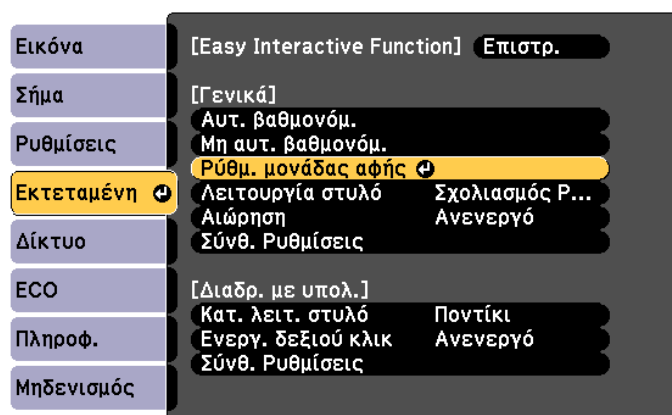 Εικόνα
Σήμα
Ρυθμίσεις
Εκτεταμένη
Δίκτυο
ECO
Πληροφ.
Μηδενισμός
[Easy Interactive Function] Επιστρ.
[Γενικά]
Αυτ. βαθμονόμ.
Μη αυτ. βαθμονόμ.
Ρύθμ. μονάδας αφής
Λειτουργία στυλό Σχολιασμός Ρ...
Αιώρηση Ανενεργό
Σύνθ. Ρυθμίσεις
[Διαδρ. με υπολ.]
Κατ. λειτ. στυλό Ποντίκι
Ενεργ. δεξιού κλικ Ανενεργό
Σύνθ. Ρυθμίσεις